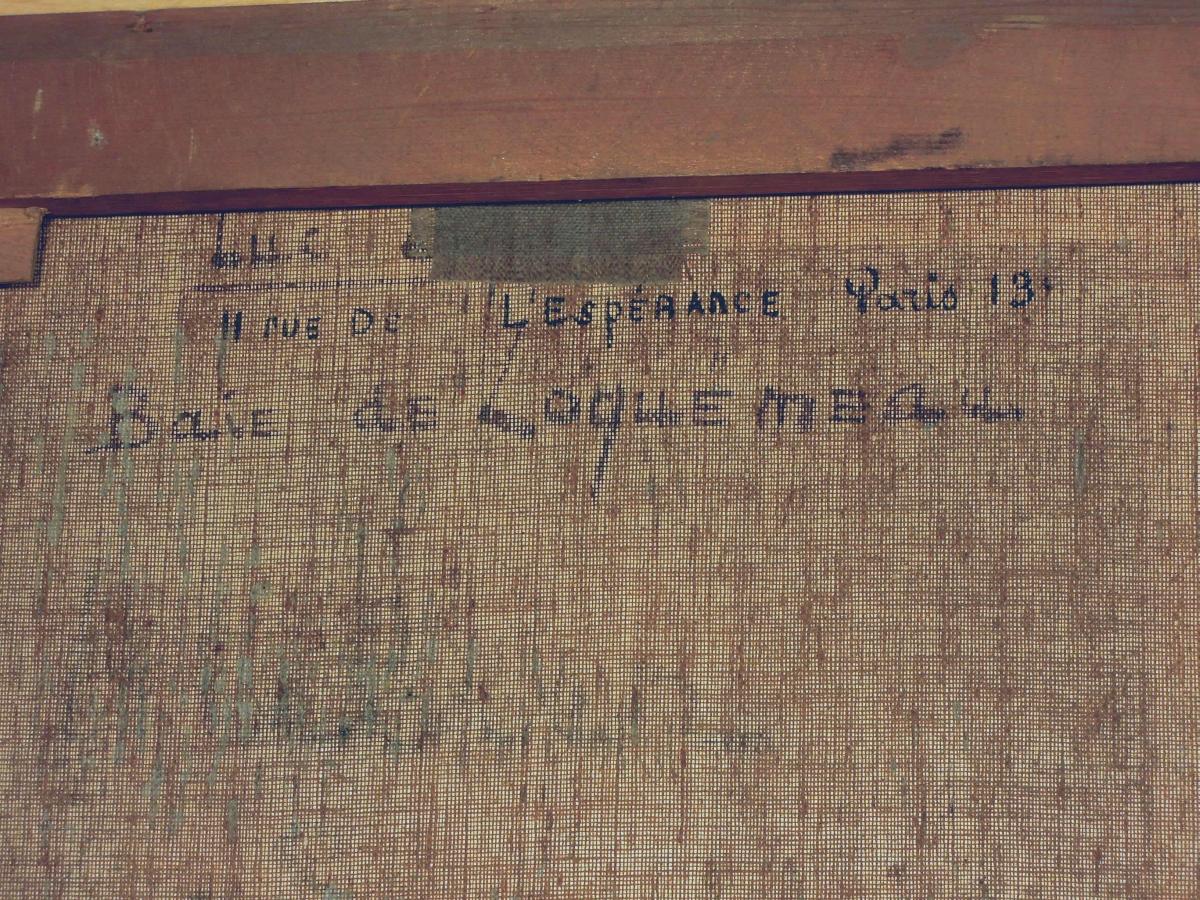 Luc
11 rue De L'Espérance Paris 13e
Baie de Loquemeau